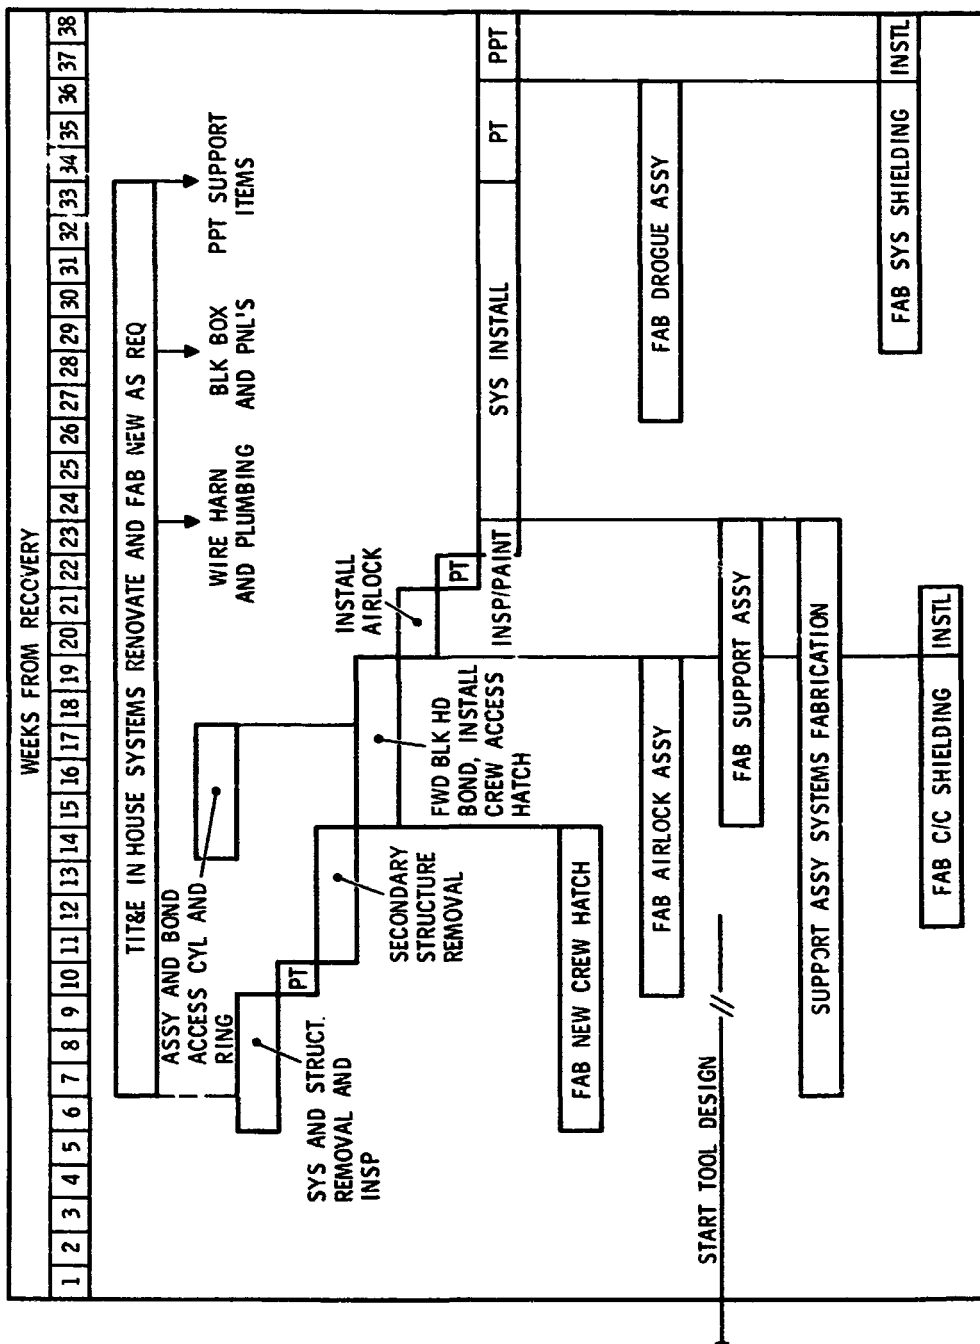 WEEKS FROM RECOVERY
1 2 3 4 5 6 7 8 9 10 11 12 13 14 15 16 17 18 19 20 21 22 23 24 25 26 27 28 29 30 31 32 33 34 35 36 37 38
TIT&E IN HOUSE SYSTEMS RENOVATE AND FAB NEW AS REQ
ASSY AND BOND
ACCESS CYL AND
RING
WIRE HARN
AND PLUMBING
BLK BOX
AND PNL'S
PPT SUPPORT
ITEMS
SYS AND STRUCT.
REMOVAL AND
INSP
PT
SECONDARY
STRUCTURE
REMOVAL
FWD BLK HD
BOND, INSTALL
CREW ACCESS
HATCH
INSTALL
AIRLOCK
PT
INSP/PAINT
SYS INSTALL
PT
PPT
FAB NEW CREW HATCH
FAB AIRLOCK ASSY
FAB DROGUE ASSY
START TOOL DESIGN
FAB SUPPORT ASSY
SUPPORT ASSY SYSTEMS FABRICATION
FAB SYS SHIELDING
INSTL
FAB C/C SHIELDING
INSTL